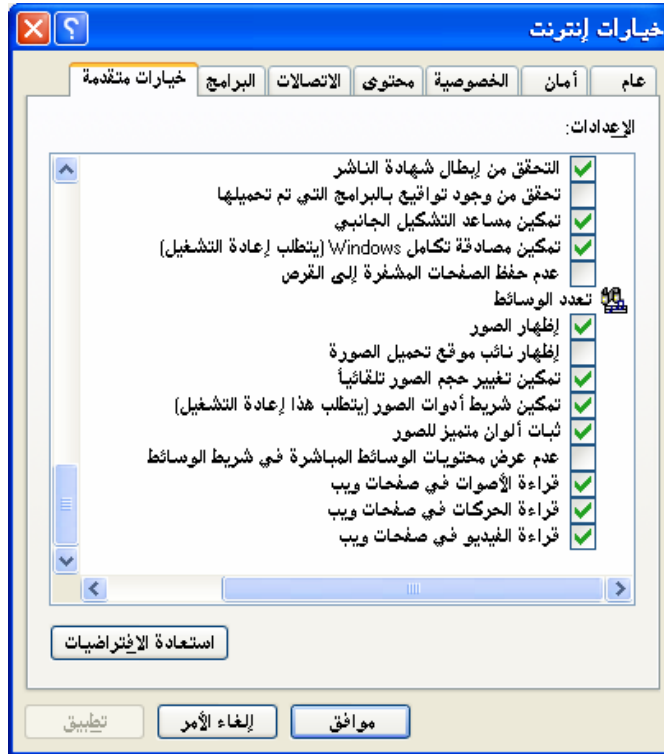 خيارات إنترنت
عام
أمان
الخصوصية
محتوى
الاتصالات
البرامج
خيارات متقدمة
الإعدادات:
التحقق من إبطال شهادة الناشر
تحقق من وجود تواقيع بالبرامج التي تم تحميلها
تمكين مساعد التشكيل الجانبي
تمكين مصادقة تكامل Windows (يتطلب إعادة التشغيل)
عدم حفظ الصفحات المشفرة إلى القرص
تعدد الوسائط
إظهار الصور
إظهار نائب موقع تحميل الصورة
تمكين تغيير حجم الصور تلقائياً
تمكين شريط أدوات الصور (يتطلب هذا إعادة التشغيل)
ثبات ألوان متميز للصور
عدم عرض محتويات الوسائط المباشرة في شريط الوسائط
قراءة الأصوات في صفحات ويب
قراءة الحركات في صفحات ويب
قراءة الفيديو في صفحات ويب
استعادة الافتراضيات
موافق
إلغاء الأمر
تطبيق